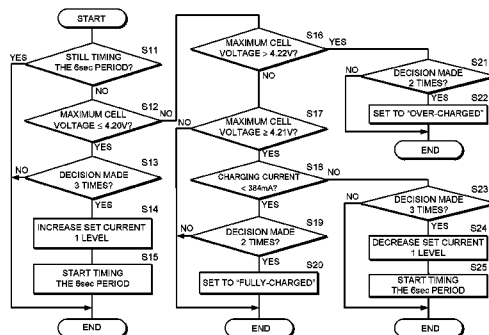 START
S11
YES
STILL TIMING
THE 6sec PERIOD?
NO
S12
MAXIMUM CELL
VOLTAGE ≤ 4.20V?
NO
YES
S13
NO
DECISION MADE
3 TIMES?
YES
S14
INCREASE SET CURRENT
1 LEVEL
S15
START TIMING
THE 6sec PERIOD
END
S16
MAXIMUM CELL
VOLTAGE > 4.22V?
YES
NO
S17
NO
MAXIMUM CELL
VOLTAGE ≥ 4.21V?
YES
S18
CHARGING CURRENT
< 384mA?
NO
YES
S19
NO
DECISION MADE
2 TIMES?
YES
S20
SET TO "FULLY-CHARGED"
END
S21
NO
DECISION MADE
2 TIMES?
YES
S22
SET TO "OVER-CHARGED"
END
S23
NO
DECISION MADE
3 TIMES?
YES
S24
DECREASE SET CURRENT
1 LEVEL
S25
START TIMING
THE 6sec PERIOD
END